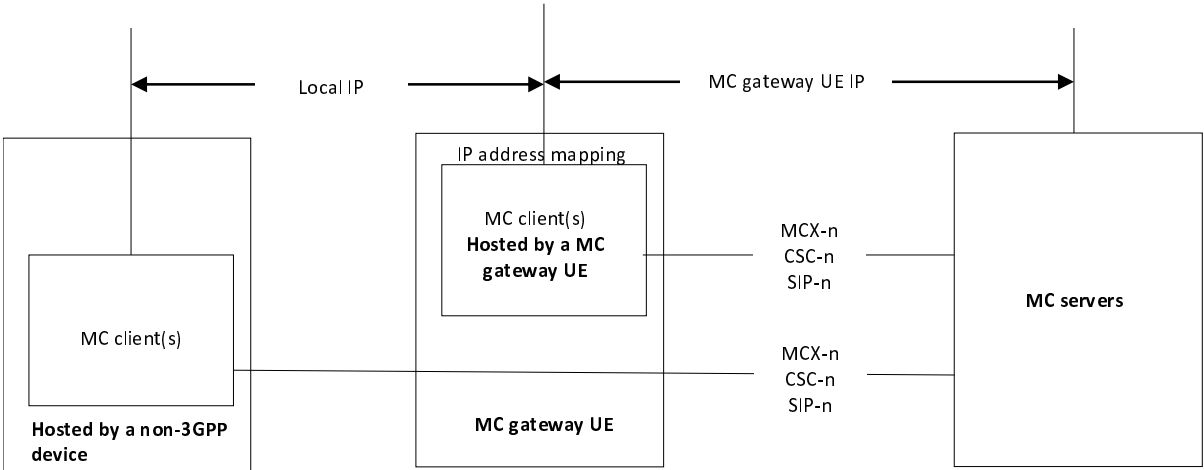 Local IP
MC gateway UE IP
IP address mapping
MC client(s)
Hosted by a MC
gateway UE
MCX-n
CSC-n
SIP-n
MC servers
MC client(s)
MCX-n
CSC-n
SIP-n
Hosted by a non-3GPP
device
MC gateway UE